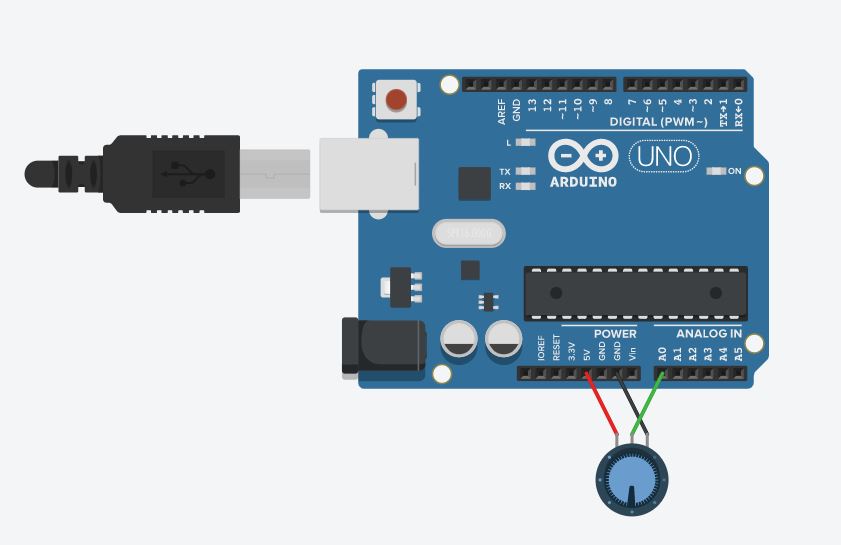 AREF
GND
13
12
~11
~10
~9
8
7
~6
~5
4
~3
2
TX→1
RX←0
DIGITAL (PWM ~)
L
TX
RX
ARDUINO
UNO
ON
POWER
ANALOG IN
IOREF
RESET
3.3V
5V
GND
GND
Vin
A0
A1
A2
A3
A4
A5